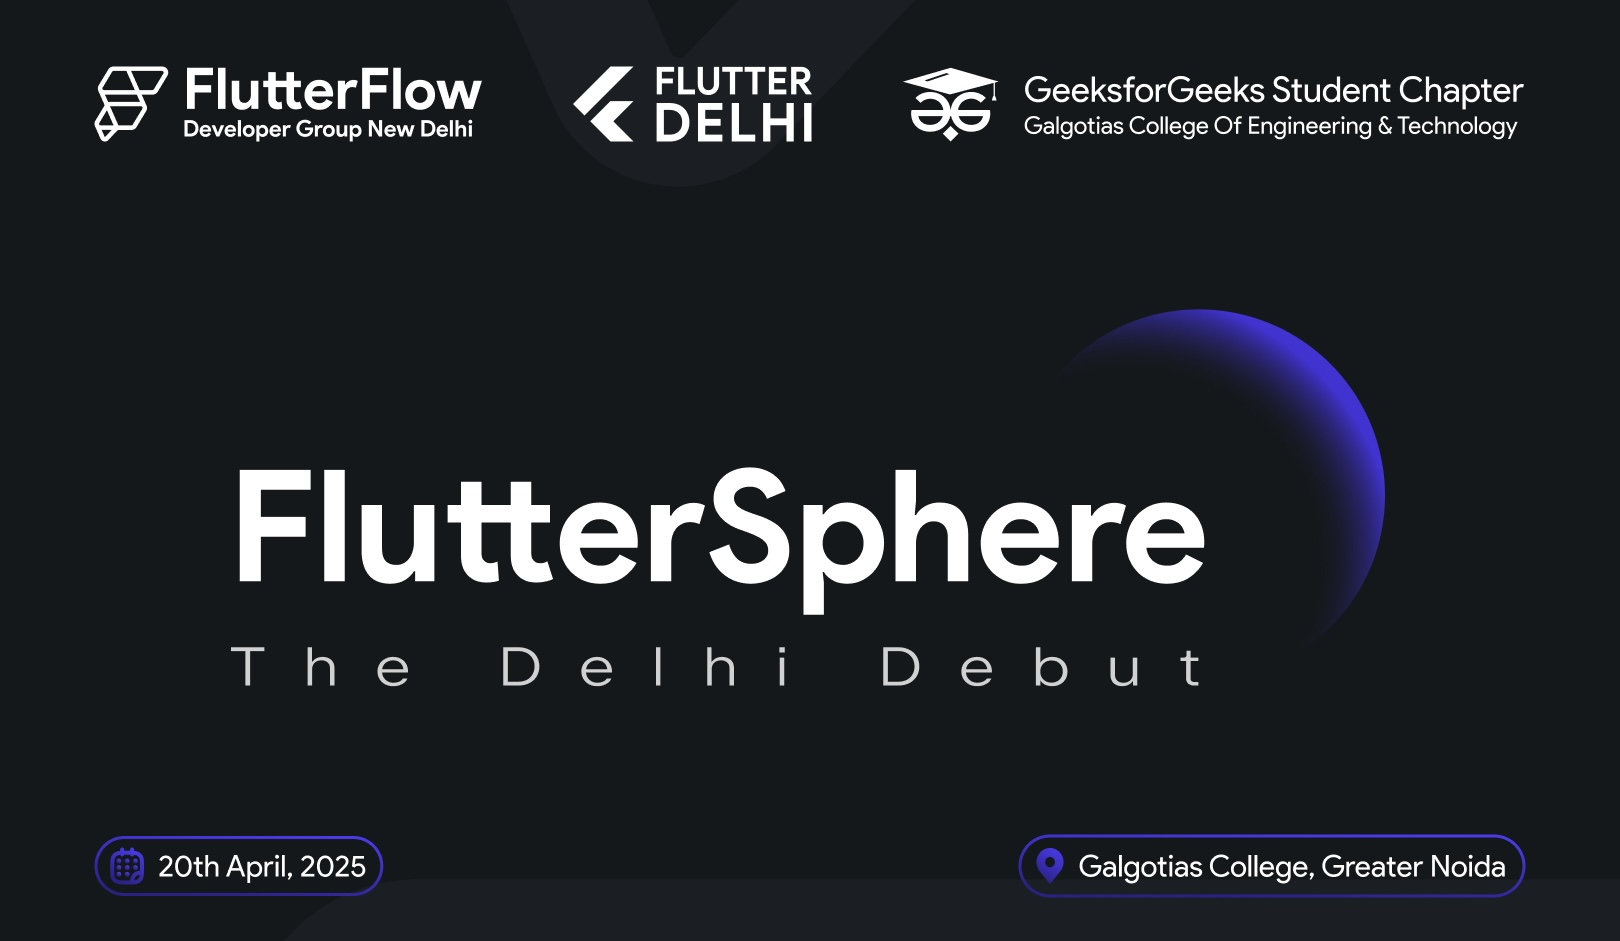 FlutterFlow
Developer Group New Delhi
FLUTTER
DELHI
GeeksforGeeks Student Chapter
Galgotias College Of Engineering & Technology
FlutterSphere
The Delhi Debut
20th April, 2025
Galgotias College, Greater Noida